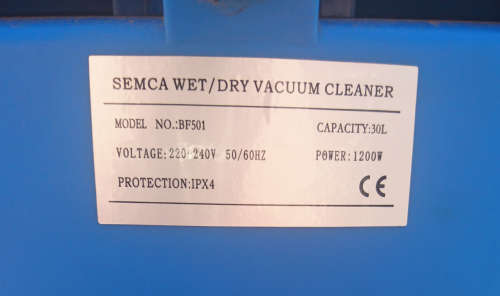 SEMCA WET/DRY VACUUM CLEANER
MODEL NO.:BF501 CAPACITY:30L
VOLTAGE:220-240V 50/60HZ POWER:1200W
PROTECTION:IPX4 CE